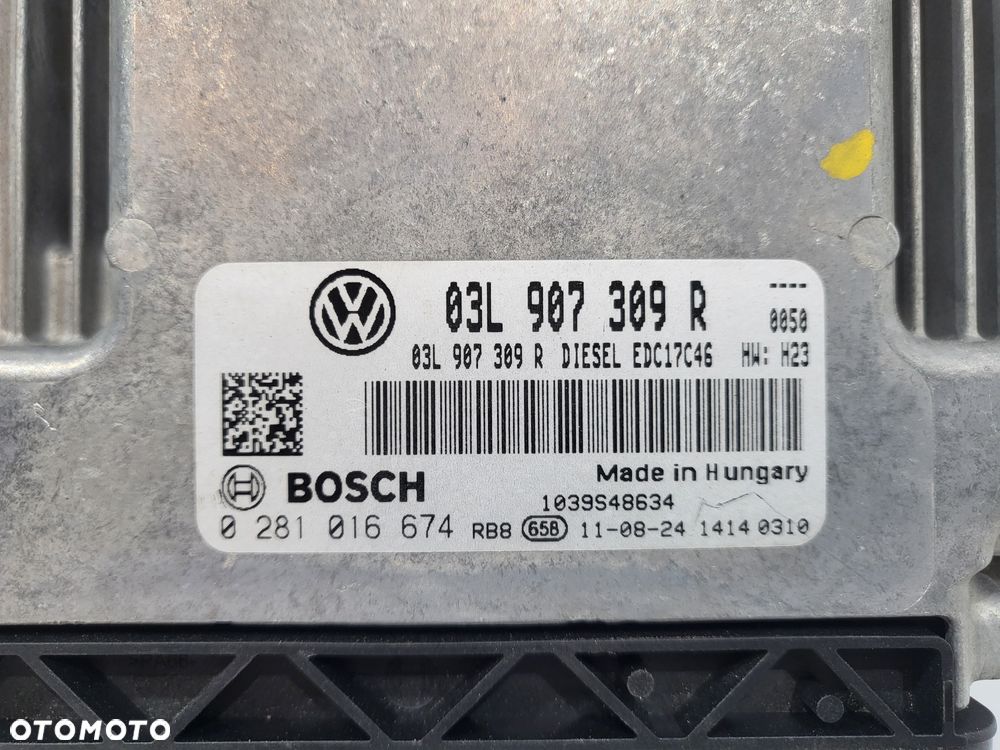 03L 907 309 R ----
0050
03L 907 309 R DIESEL EDC17C46 HW: H23
Made in Hungary
BOSCH
1039S48634
0 281 016 674 RB8 658 11-08-24 1414 0310
OTOMOTO